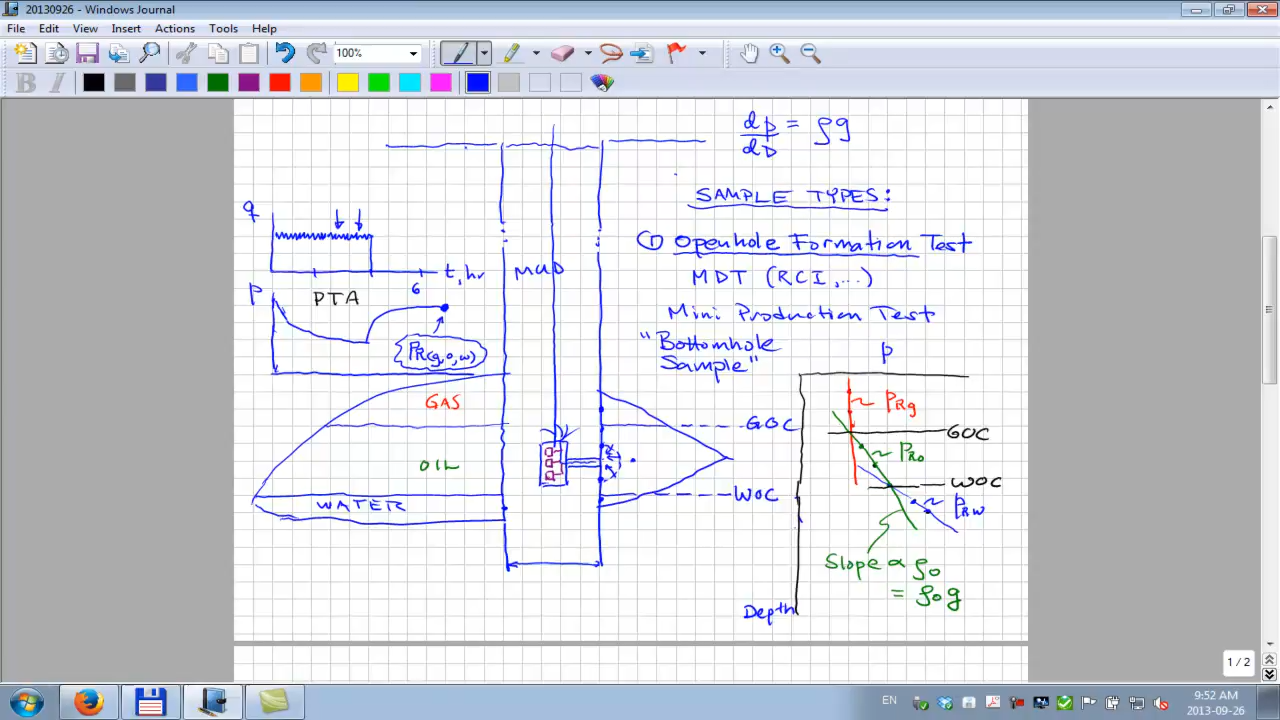 20130926 - Windows Journal
File Edit View Insert Actions Tools Help
100%
B I
dp/dD = ρg
SAMPLE TYPES:
① Openhole Formation Test
MDT (RCI,...)
Mini Production Test
"Bottomhole
Sample"
q
t, hr
6
p
PTA
PR(g,o,w)
MUD
GAS
OIL
WATER
GOC
WOC
p
PRg
GOC
PRo
WOC
PRw
Slope ∝ ρo
= ρo g
Depth
1 / 2
EN
9:52 AM
2013-09-26